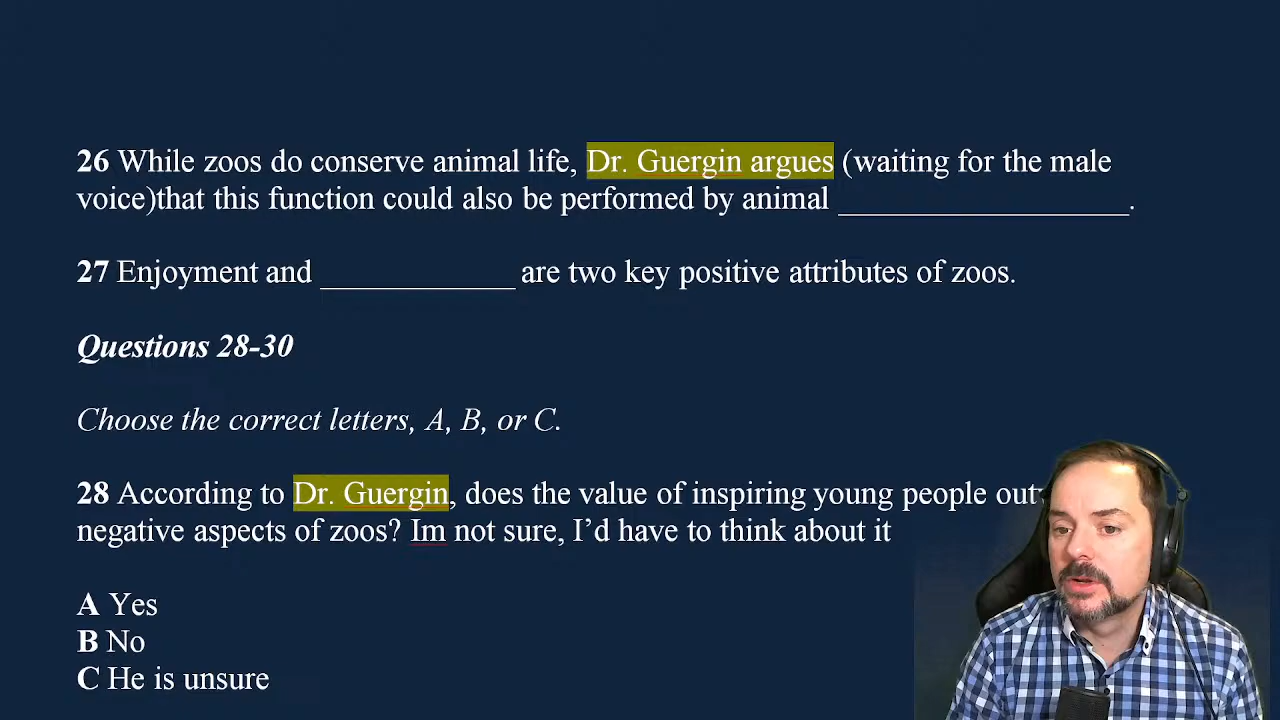 26 While zoos do conserve animal life, Dr. Guergin argues (waiting for the male
voice)that this function could also be performed by animal ____________________.
27 Enjoyment and _____________ are two key positive attributes of zoos.
Questions 28-30
Choose the correct letters, A, B, or C.
28 According to Dr. Guergin, does the value of inspiring young people
negative aspects of zoos? Im not sure, I’d have to think about it
A Yes
B No
C He is unsure